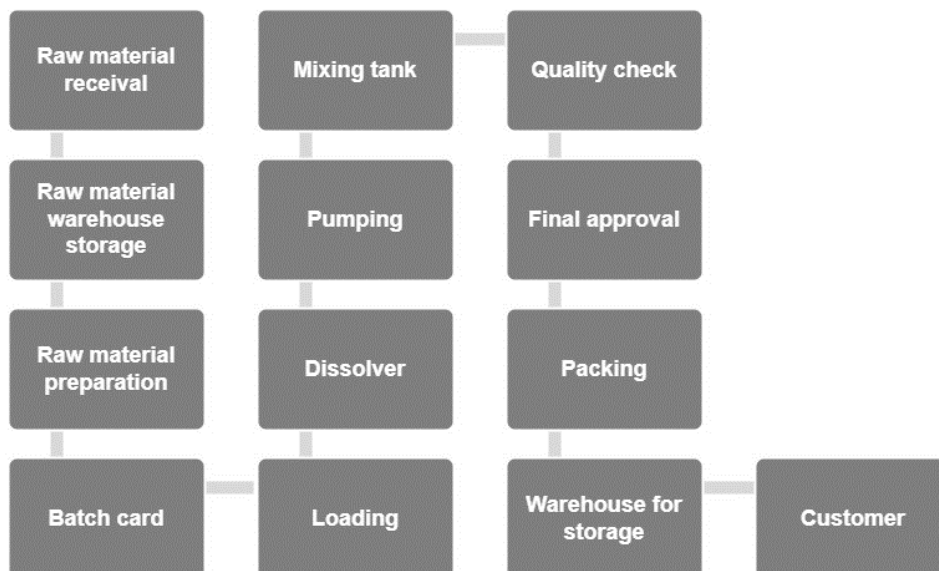 Raw material
receival
Raw material
warehouse
storage
Raw material
preparation
Batch card
Loading
Dissolver
Pumping
Mixing tank
Quality check
Final approval
Packing
Warehouse for
storage
Customer